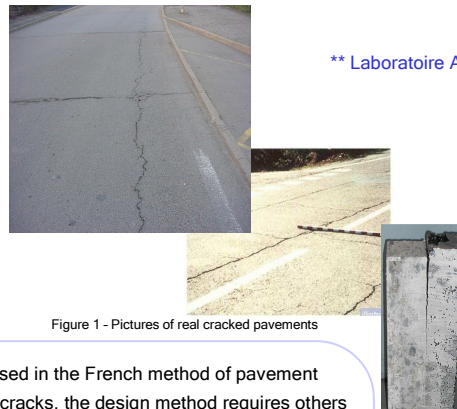 ** Laboratoire A
Figure 1 - Pictures of real cracked pavements
sed in the French method of pavement
cracks, the design method requires others